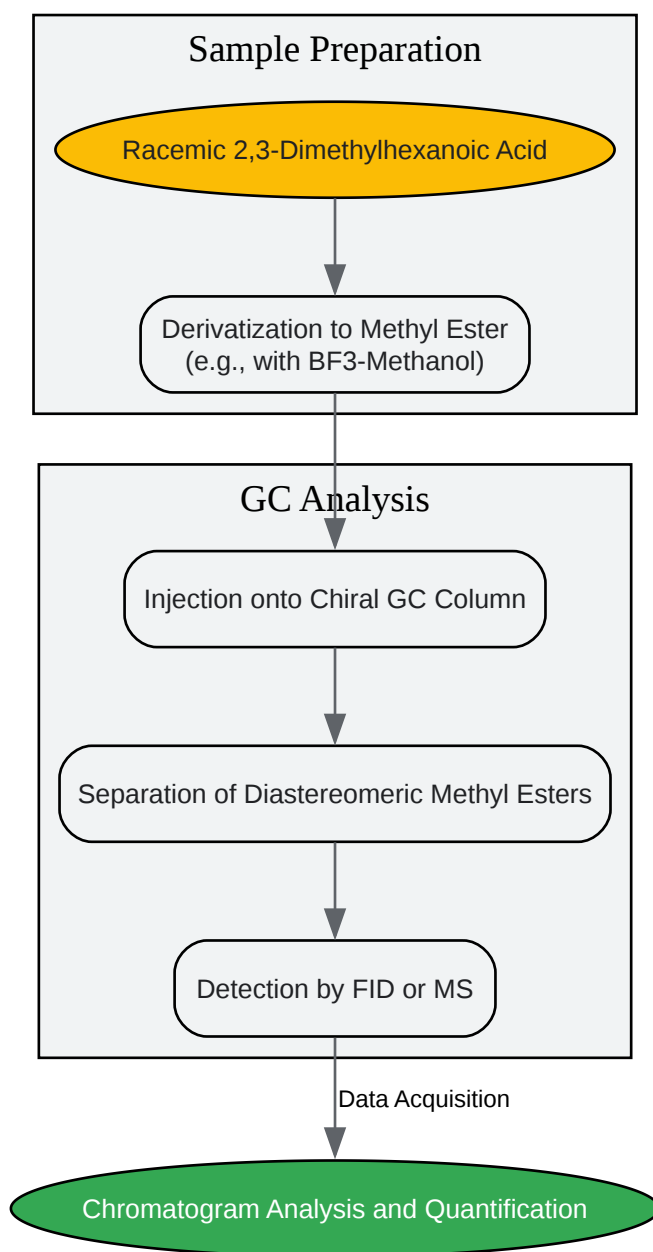 Sample Preparation
Racemic 2,3-Dimethylhexanoic Acid
Derivatization to Methyl Ester
(e.g., with BF3-Methanol)
GC Analysis
Injection onto Chiral GC Column
Separation of Diastereomeric Methyl Esters
Detection by FID or MS
Data Acquisition
Chromatogram Analysis and Quantification